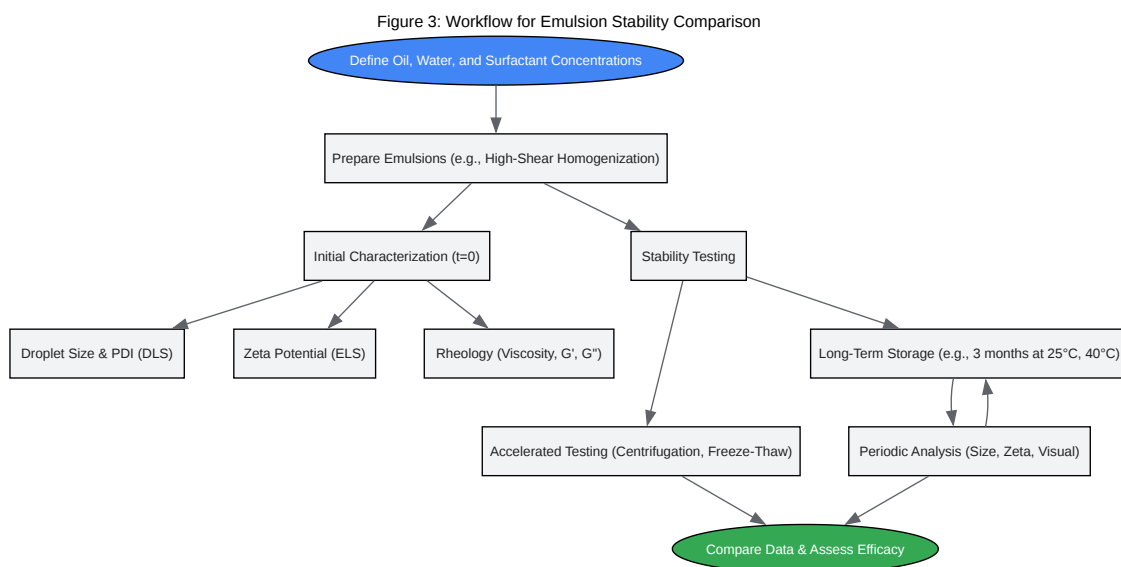 Figure 3: Workflow for Emulsion Stability Comparison
Define Oil, Water, and Surfactant Concentrations
Prepare Emulsions (e.g., High-Shear Homogenization)
Initial Characterization (t=0)
Stability Testing
Droplet Size & PDI (DLS)
Zeta Potential (ELS)
Rheology (Viscosity, G', G")
Long-Term Storage (e.g., 3 months at 25°C, 40°C)
Accelerated Testing (Centrifugation, Freeze-Thaw)
Periodic Analysis (Size, Zeta, Visual)
Compare Data & Assess Efficacy